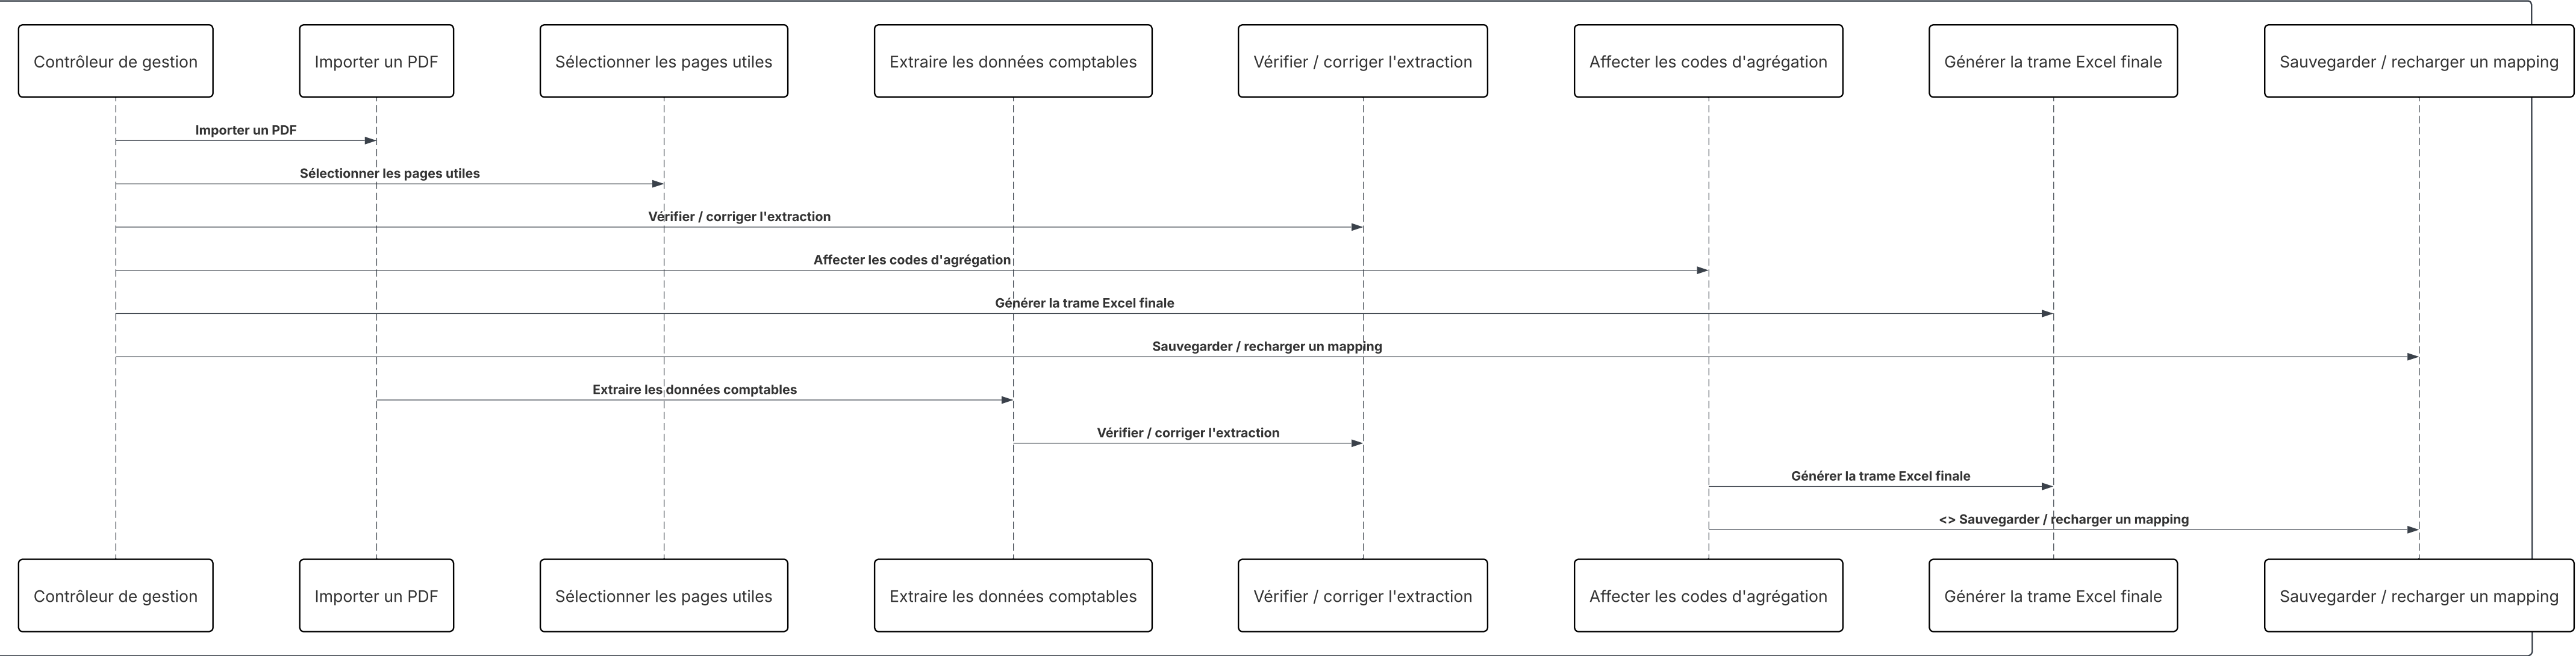 Contrôleur de gestion
Importer un PDF
Sélectionner les pages utiles
Extraire les données comptables
Vérifier / corriger l'extraction
Affecter les codes d'agrégation
Générer la trame Excel finale
Sauvegarder / recharger un mapping
Importer un PDF
Sélectionner les pages utiles
Vérifier / corriger l'extraction
Affecter les codes d'agrégation
Générer la trame Excel finale
Sauvegarder / recharger un mapping
Extraire les données comptables
Vérifier / corriger l'extraction
Générer la trame Excel finale
<> Sauvegarder / recharger un mapping
Contrôleur de gestion
Importer un PDF
Sélectionner les pages utiles
Extraire les données comptables
Vérifier / corriger l'extraction
Affecter les codes d'agrégation
Générer la trame Excel finale
Sauvegarder / recharger un mapping